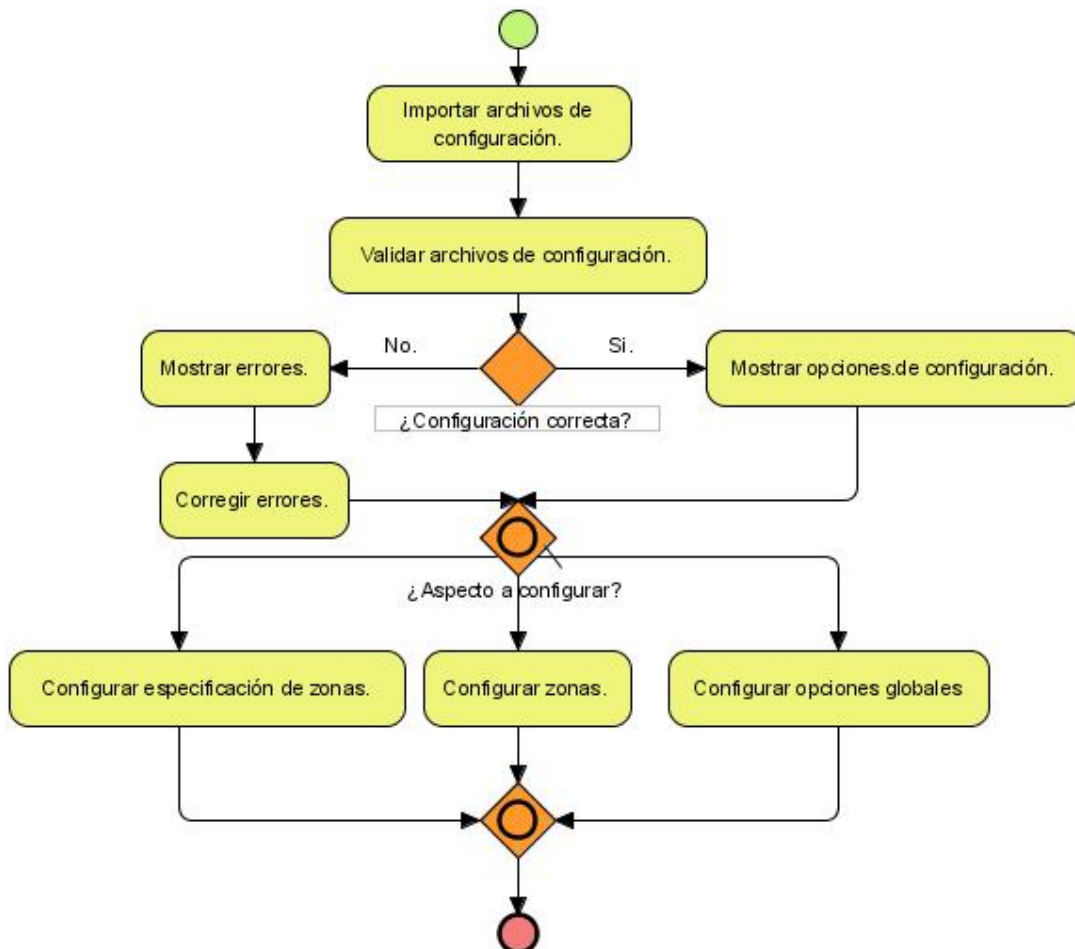 Importar archivos de
configuración.
Validar archivos de configuración.
No.
Si.
Mostrar errores.
Mostrar opciones.de configuración.
¿Configuración correcta?
Corregir errores.
¿Aspecto a configurar?
Configurar especificación de zonas.
Configurar zonas.
Configurar opciones globales